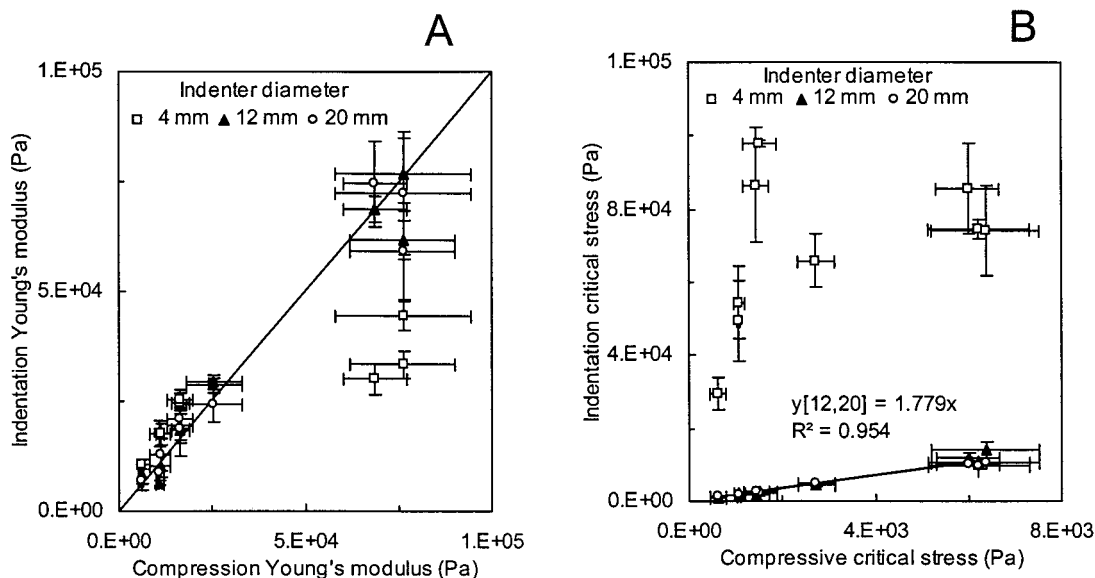 A
1.E+05
Indenter diameter
4 mm 12 mm 20 mm
Indentation Young's modulus (Pa)
5.E+04
0.E+00
0.E+00 5.E+04 1.E+05
Compression Young's modulus (Pa)
B
1.E+05
Indenter diameter
4 mm 12 mm 20 mm
Indentation critical stress (Pa)
8.E+04
4.E+04
y[12,20] = 1.779x
R² = 0.954
0.E+00
0.E+00 4.E+03 8.E+03
Compressive critical stress (Pa)